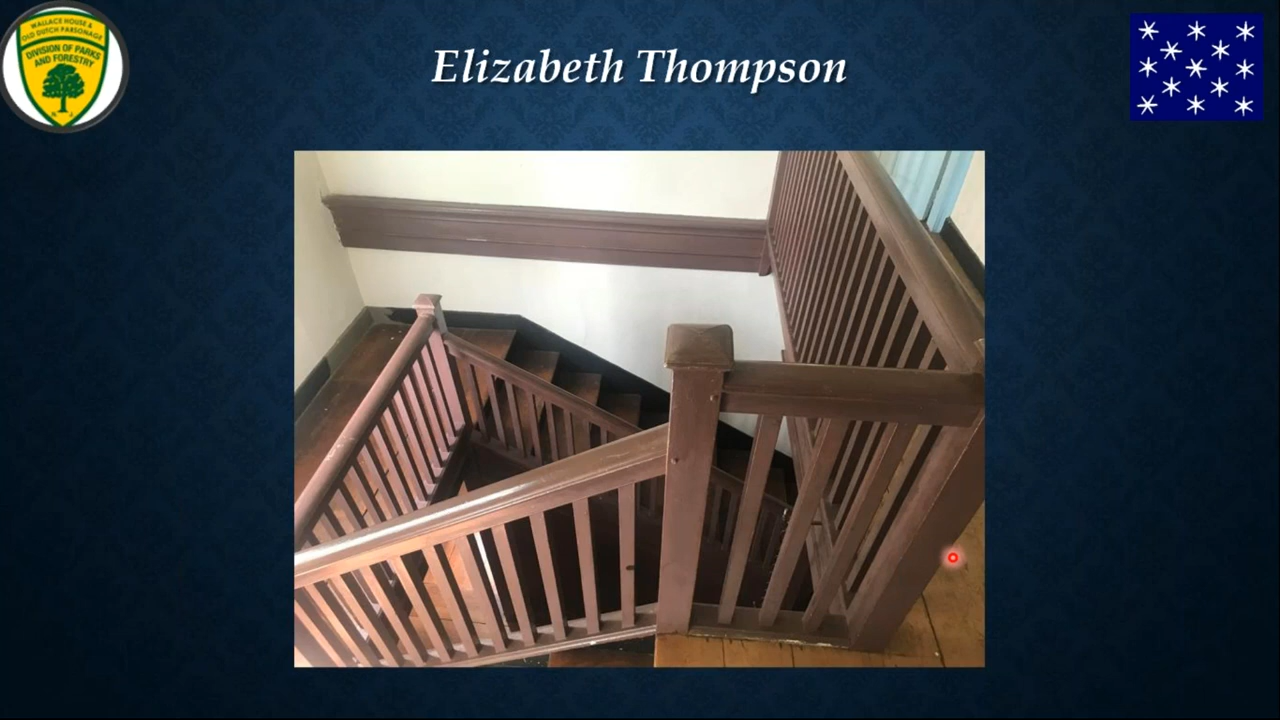 WALLACE HOUSE &
OLD DUTCH PARSONAGE
DIVISION OF PARKS
AND FORESTRY
Elizabeth Thompson